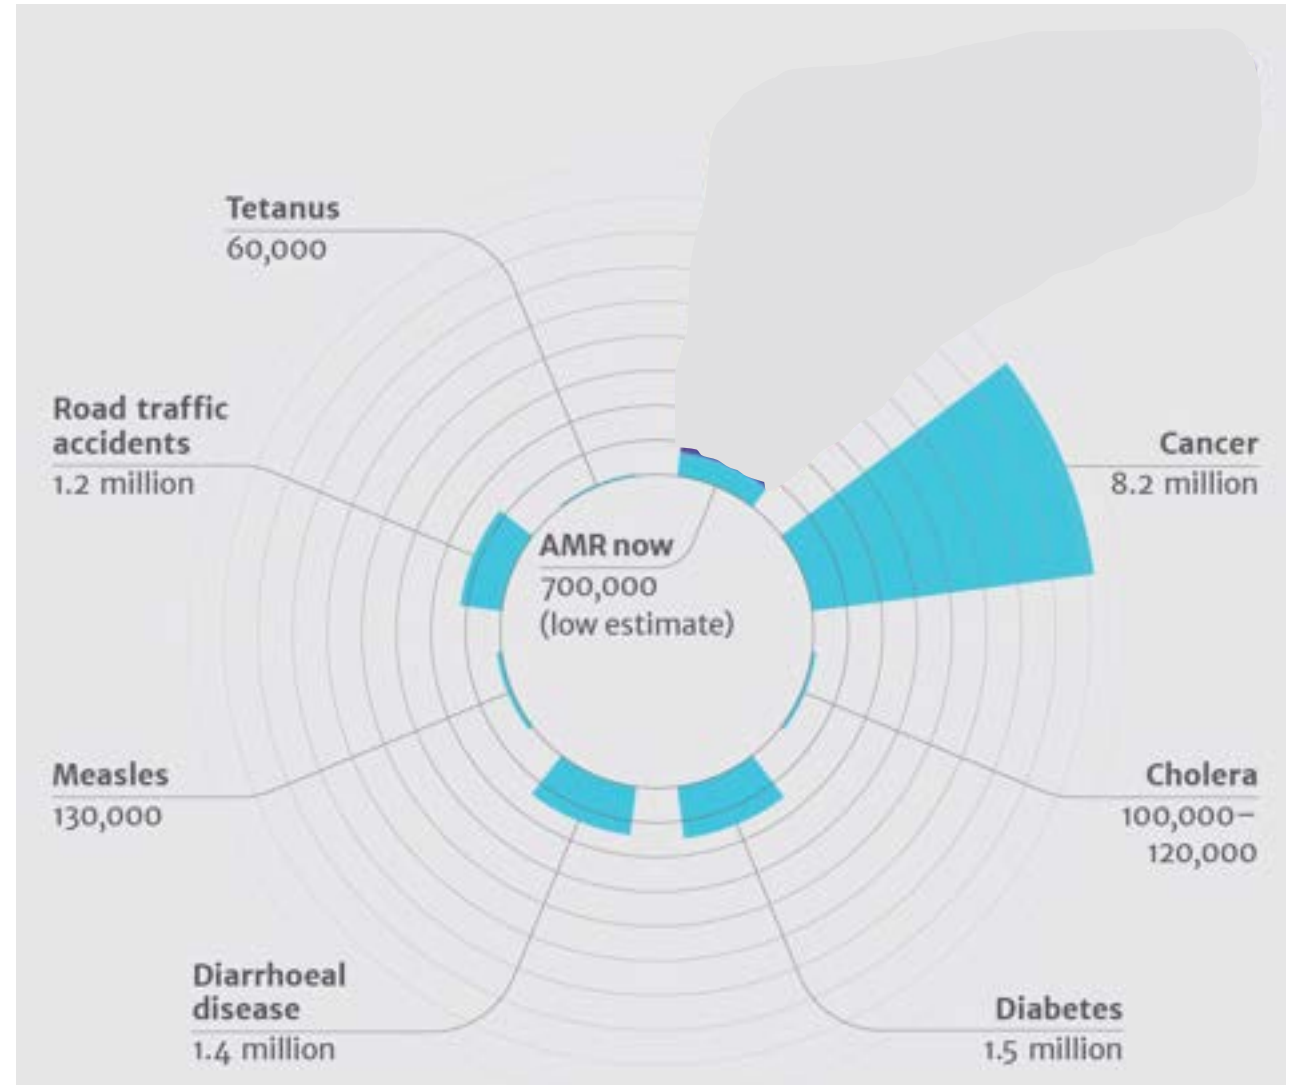 Tetanus
60,000
Road traffic
accidents
1.2 million
Cancer
8.2 million
AMR now
700,000
(low estimate)
Measles
130,000
Cholera
100,000–
120,000
Diarrhoeal
disease
1.4 million
Diabetes
1.5 million